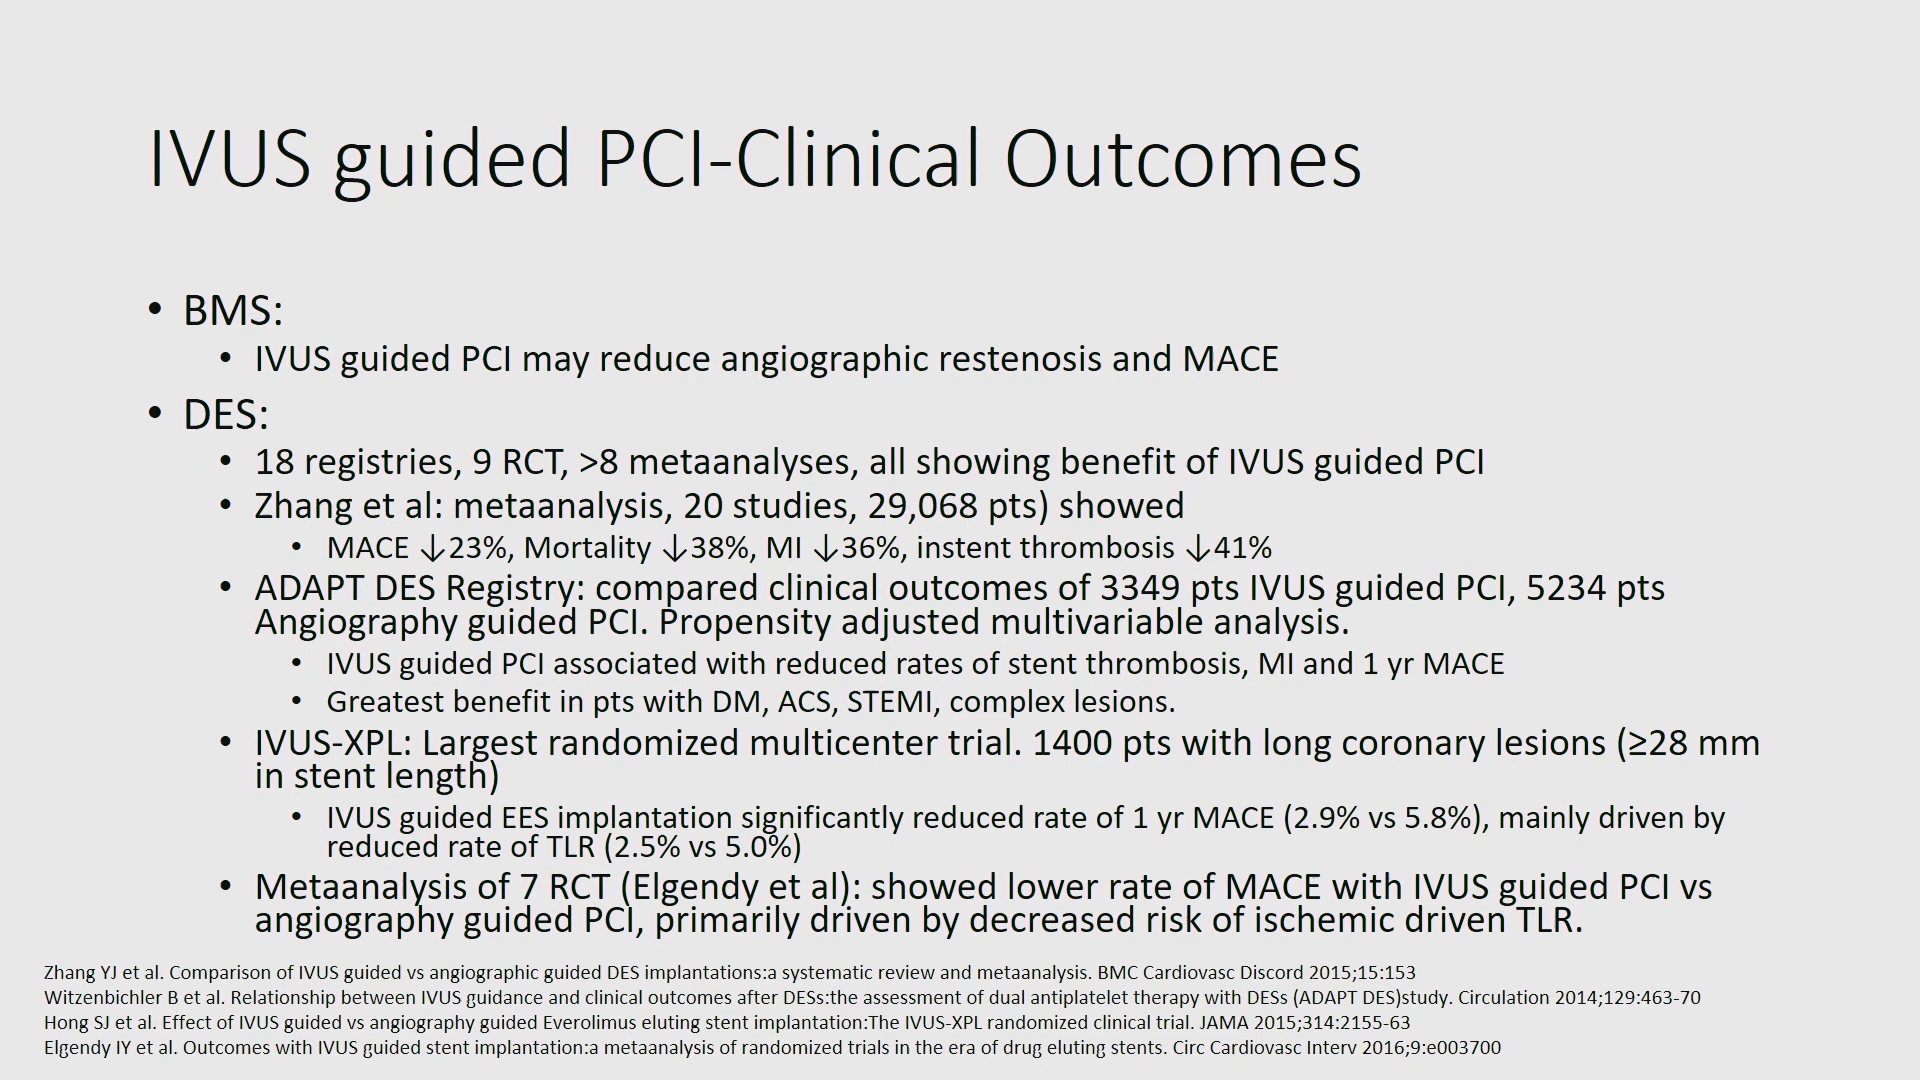 IVUS guided PCI-Clinical Outcomes
• BMS:
• IVUS guided PCI may reduce angiographic restenosis and MACE
• DES:
• 18 registries, 9 RCT, >8 metaanalyses, all showing benefit of IVUS guided PCI
• Zhang et al: metaanalysis, 20 studies, 29,068 pts) showed
• MACE ↓23%, Mortality ↓38%, MI ↓36%, instent thrombosis ↓41%
• ADAPT DES Registry: compared clinical outcomes of 3349 pts IVUS guided PCI, 5234 pts
Angiography guided PCI. Propensity adjusted multivariable analysis.
• IVUS guided PCI associated with reduced rates of stent thrombosis, MI and 1 yr MACE
• Greatest benefit in pts with DM, ACS, STEMI, complex lesions.
• IVUS-XPL: Largest randomized multicenter trial. 1400 pts with long coronary lesions (≥28 mm
in stent length)
• IVUS guided EES implantation significantly reduced rate of 1 yr MACE (2.9% vs 5.8%), mainly driven by
reduced rate of TLR (2.5% vs 5.0%)
• Metaanalysis of 7 RCT (Elgendy et al): showed lower rate of MACE with IVUS guided PCI vs
angiography guided PCI, primarily driven by decreased risk of ischemic driven TLR.
Zhang YJ et al. Comparison of IVUS guided vs angiographic guided DES implantations:a systematic review and metaanalysis. BMC Cardiovasc Discord 2015;15:153
Witzenbichler B et al. Relationship between IVUS guidance and clinical outcomes after DESs:the assessment of dual antiplatelet therapy with DESs (ADAPT DES)study. Circulation 2014;129:463-70
Hong SJ et al. Effect of IVUS guided vs angiography guided Everolimus eluting stent implantation:The IVUS-XPL randomized clinical trial. JAMA 2015;314:2155-63
Elgendy IY et al. Outcomes with IVUS guided stent implantation:a metaanalysis of randomized trials in the era of drug eluting stents. Circ Cardiovasc Interv 2016;9:e003700